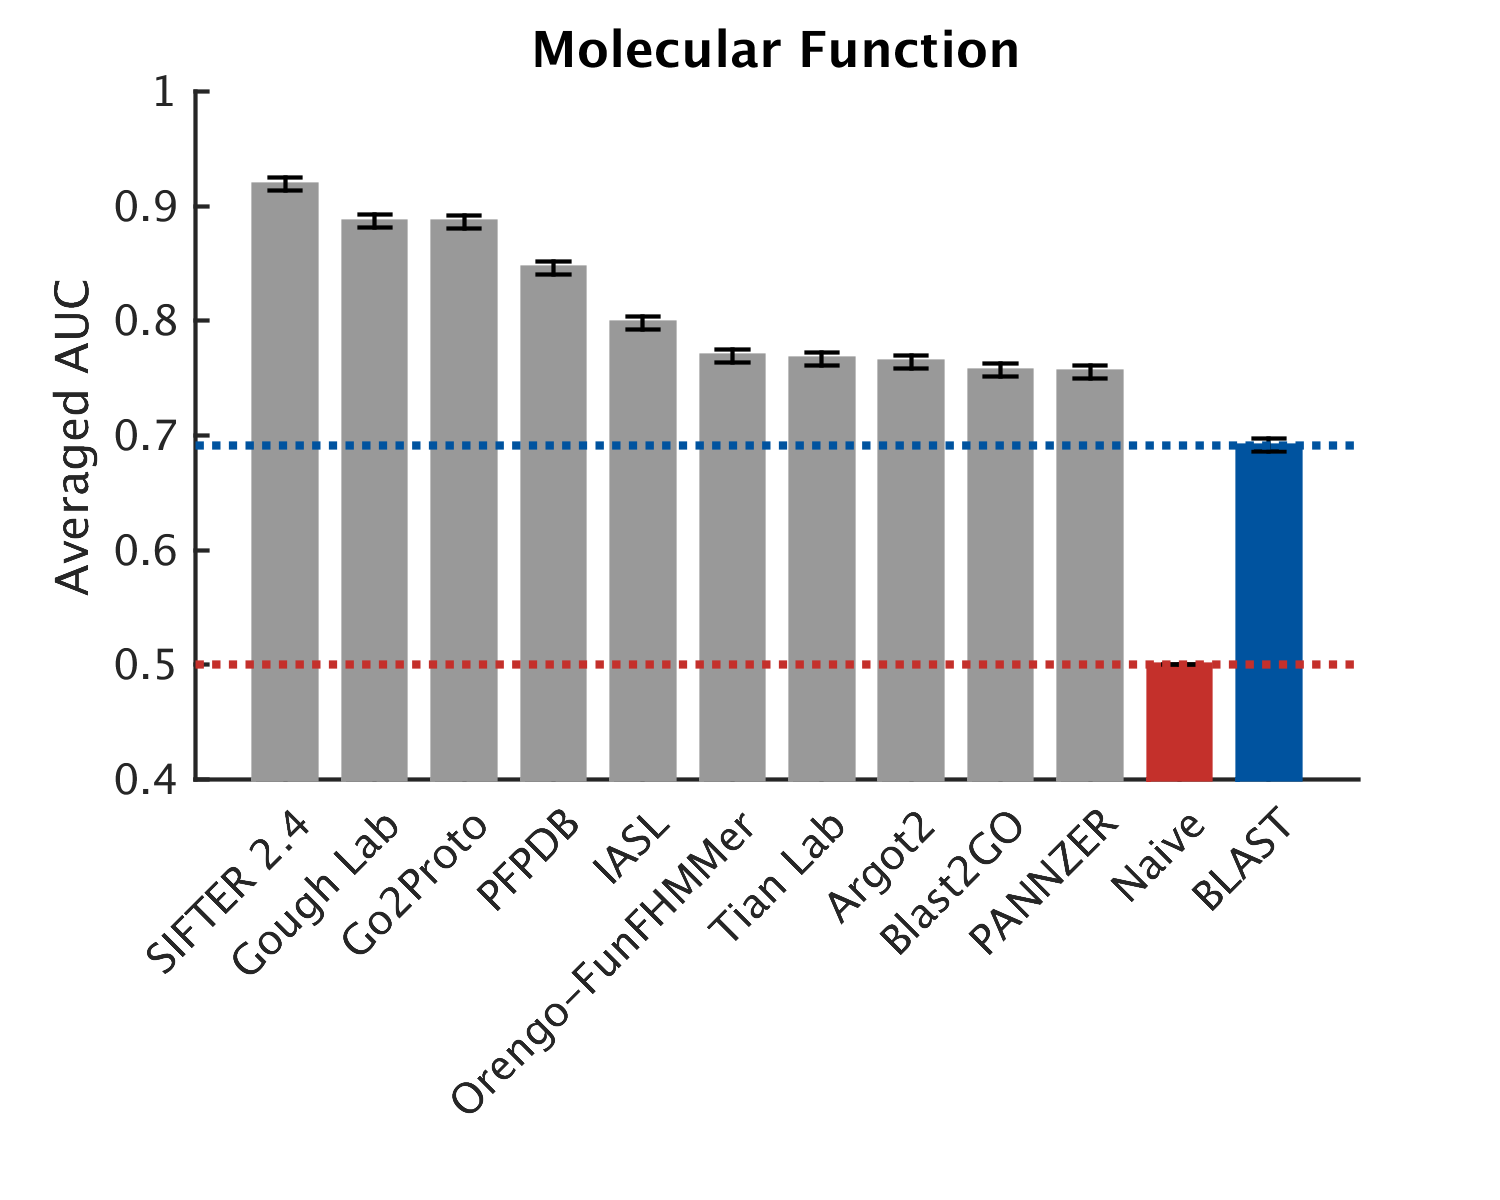 Molecular Function
Averaged AUC
1
0.9
0.8
0.7
0.6
0.5
0.4
SIFTER 2.4
Gough Lab
Go2Proto
PFPDB
IASL
Orengo-FunFHMMer
Tian Lab
Argot2
Blast2GO
PANNZER
Naive
BLAST